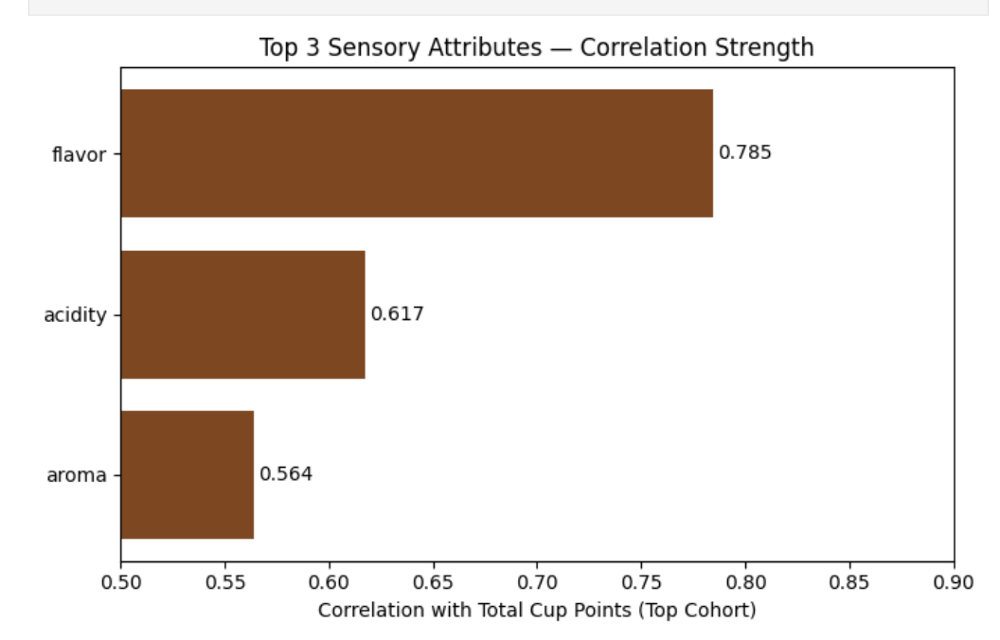 Top 3 Sensory Attributes — Correlation Strength
flavor
0.785
acidity
0.617
aroma
0.564
0.50 0.55 0.60 0.65 0.70 0.75 0.80 0.85 0.90
Correlation with Total Cup Points (Top Cohort)